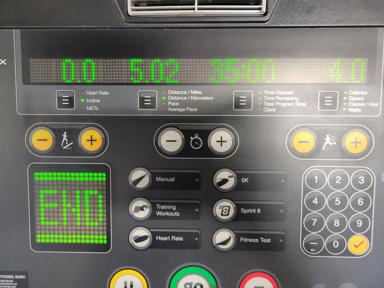 0.0 5.02 35:00 4.0
Heart Rate
Incline
METs
Distance / Miles
Distance / Kilometers
Pace
Average Pace
Time Elapsed
Time Remaining
Total Program Time
Clock
Calories
Speed
Calories / Hour
Watts
END
Manual
5K
Training
Workouts
Sprint 8
Heart Rate
Fitness Test
1 2 3
4 5 6
7 8 9
0
go